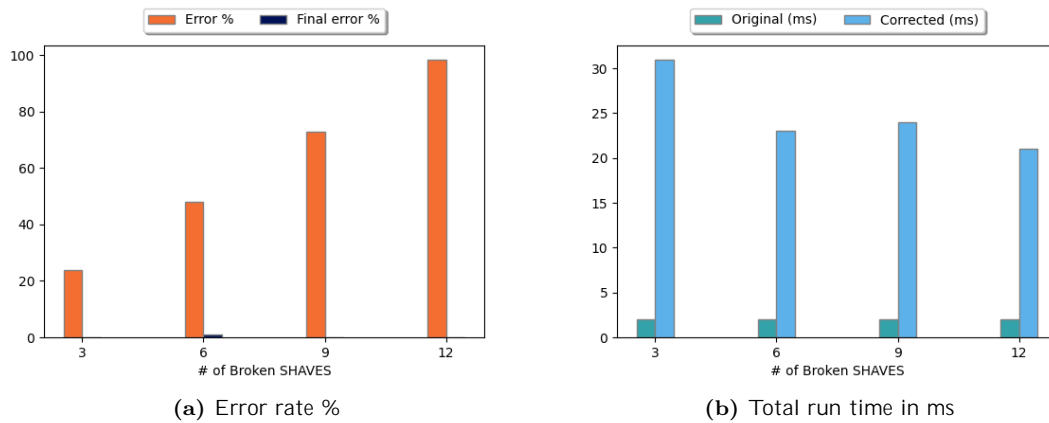 Error % Final error %
100
80
60
40
20
0
3 6 9 12
# of Broken SHAVES
(a) Error rate %
Original (ms) Corrected (ms)
30
25
20
15
10
5
0
3 6 9 12
# of Broken SHAVES
(b) Total run time in ms